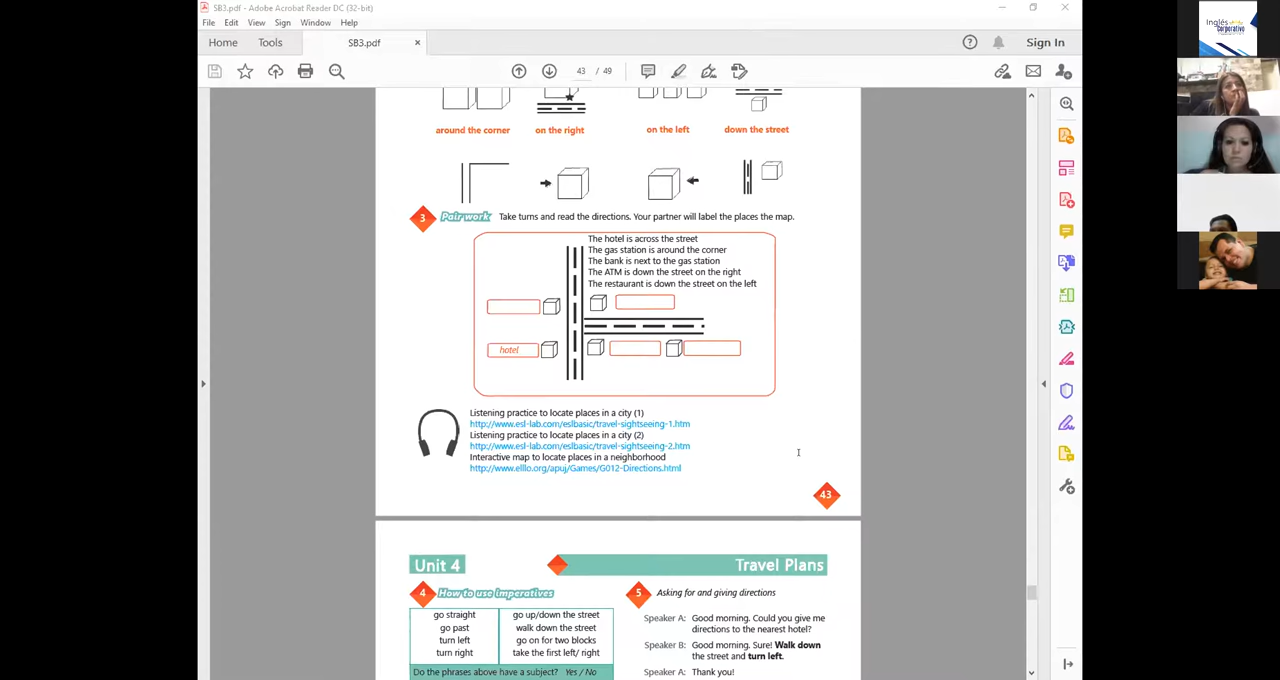 SB3.pdf - Adobe Acrobat Reader DC (32-bit)
File Edit View Sign Window Help
Home Tools SB3.pdf × Sign In
43 / 49
around the corner on the right on the left down the street
3 Pair work Take turns and read the directions. Your partner will label the places the map.
The hotel is across the street
The gas station is around the corner
The bank is next to the gas station
The ATM is down the street on the right
The restaurant is down the street on the left
hotel
Listening practice to locate places in a city (1)
http://www.esl-lab.com/eslbasic/travel-sightseeing-1.htm
Listening practice to locate places in a city (2)
http://www.esl-lab.com/eslbasic/travel-sightseeing-2.htm
Interactive map to locate places in a neighborhood
http://www.elllo.org/apuj/Games/G012-Directions.html
43
Unit 4 Travel Plans
4 How to use Imperatives
go straight go up/down the street
go past walk down the street
turn left go on for two blocks
turn right take the first left/ right
Do the phrases above have a subject? Yes / No
5 Asking for and giving directions
Speaker A: Good morning. Could you give me
directions to the nearest hotel?
Speaker B: Good morning. Sure! Walk down
the street and turn left.
Speaker A: Thank you!
Inglés
Corporativo